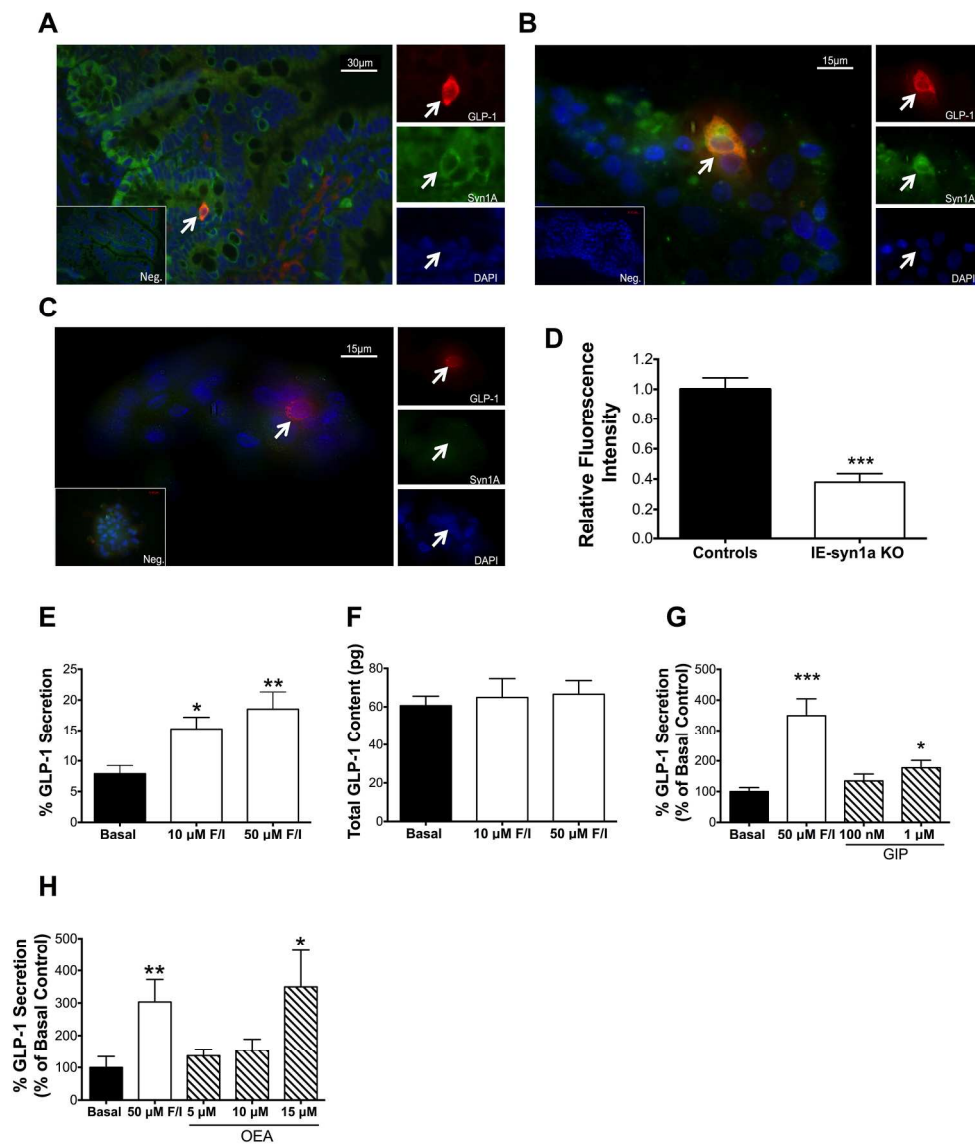 A
30µm
GLP-1
Syn1A
DAPI
Neg.
B
15µm
GLP-1
Syn1A
DAPI
Neg.
C
15µm
GLP-1
Syn1A
DAPI
Neg.
D
Relative Fluorescence
Intensity
1.2
1.0
0.8
0.6
0.4
0.2
0.0
***
Controls
IE-syn1a KO
E
% GLP-1 Secretion
25
20
15
10
5
0
*
**
Basal
10 µM F/I
50 µM F/I
F
Total GLP-1 Content (pg)
80
60
40
20
0
Basal
10 µM F/I
50 µM F/I
G
% GLP-1 Secretion
(% of Basal Control)
500
400
300
200
100
0
***
*
Basal
50 µM F/I
100 nM
1 µM
GIP
H
% GLP-1 Secretion
(% of Basal Control)
500
400
300
200
100
0
**
*
Basal
50 µM F/I
5 µM
10 µM
15 µM
OEA